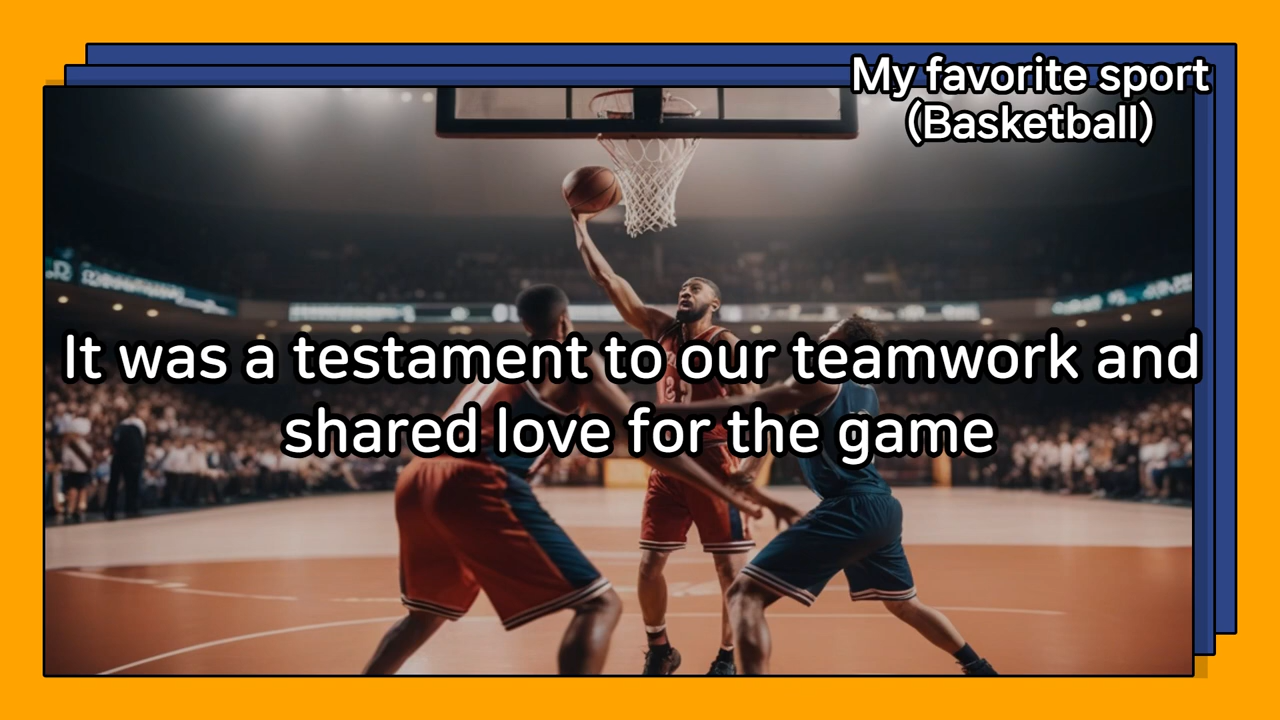 My favorite sport
(Basketball)
It was a testament to our teamwork and
shared love for the game